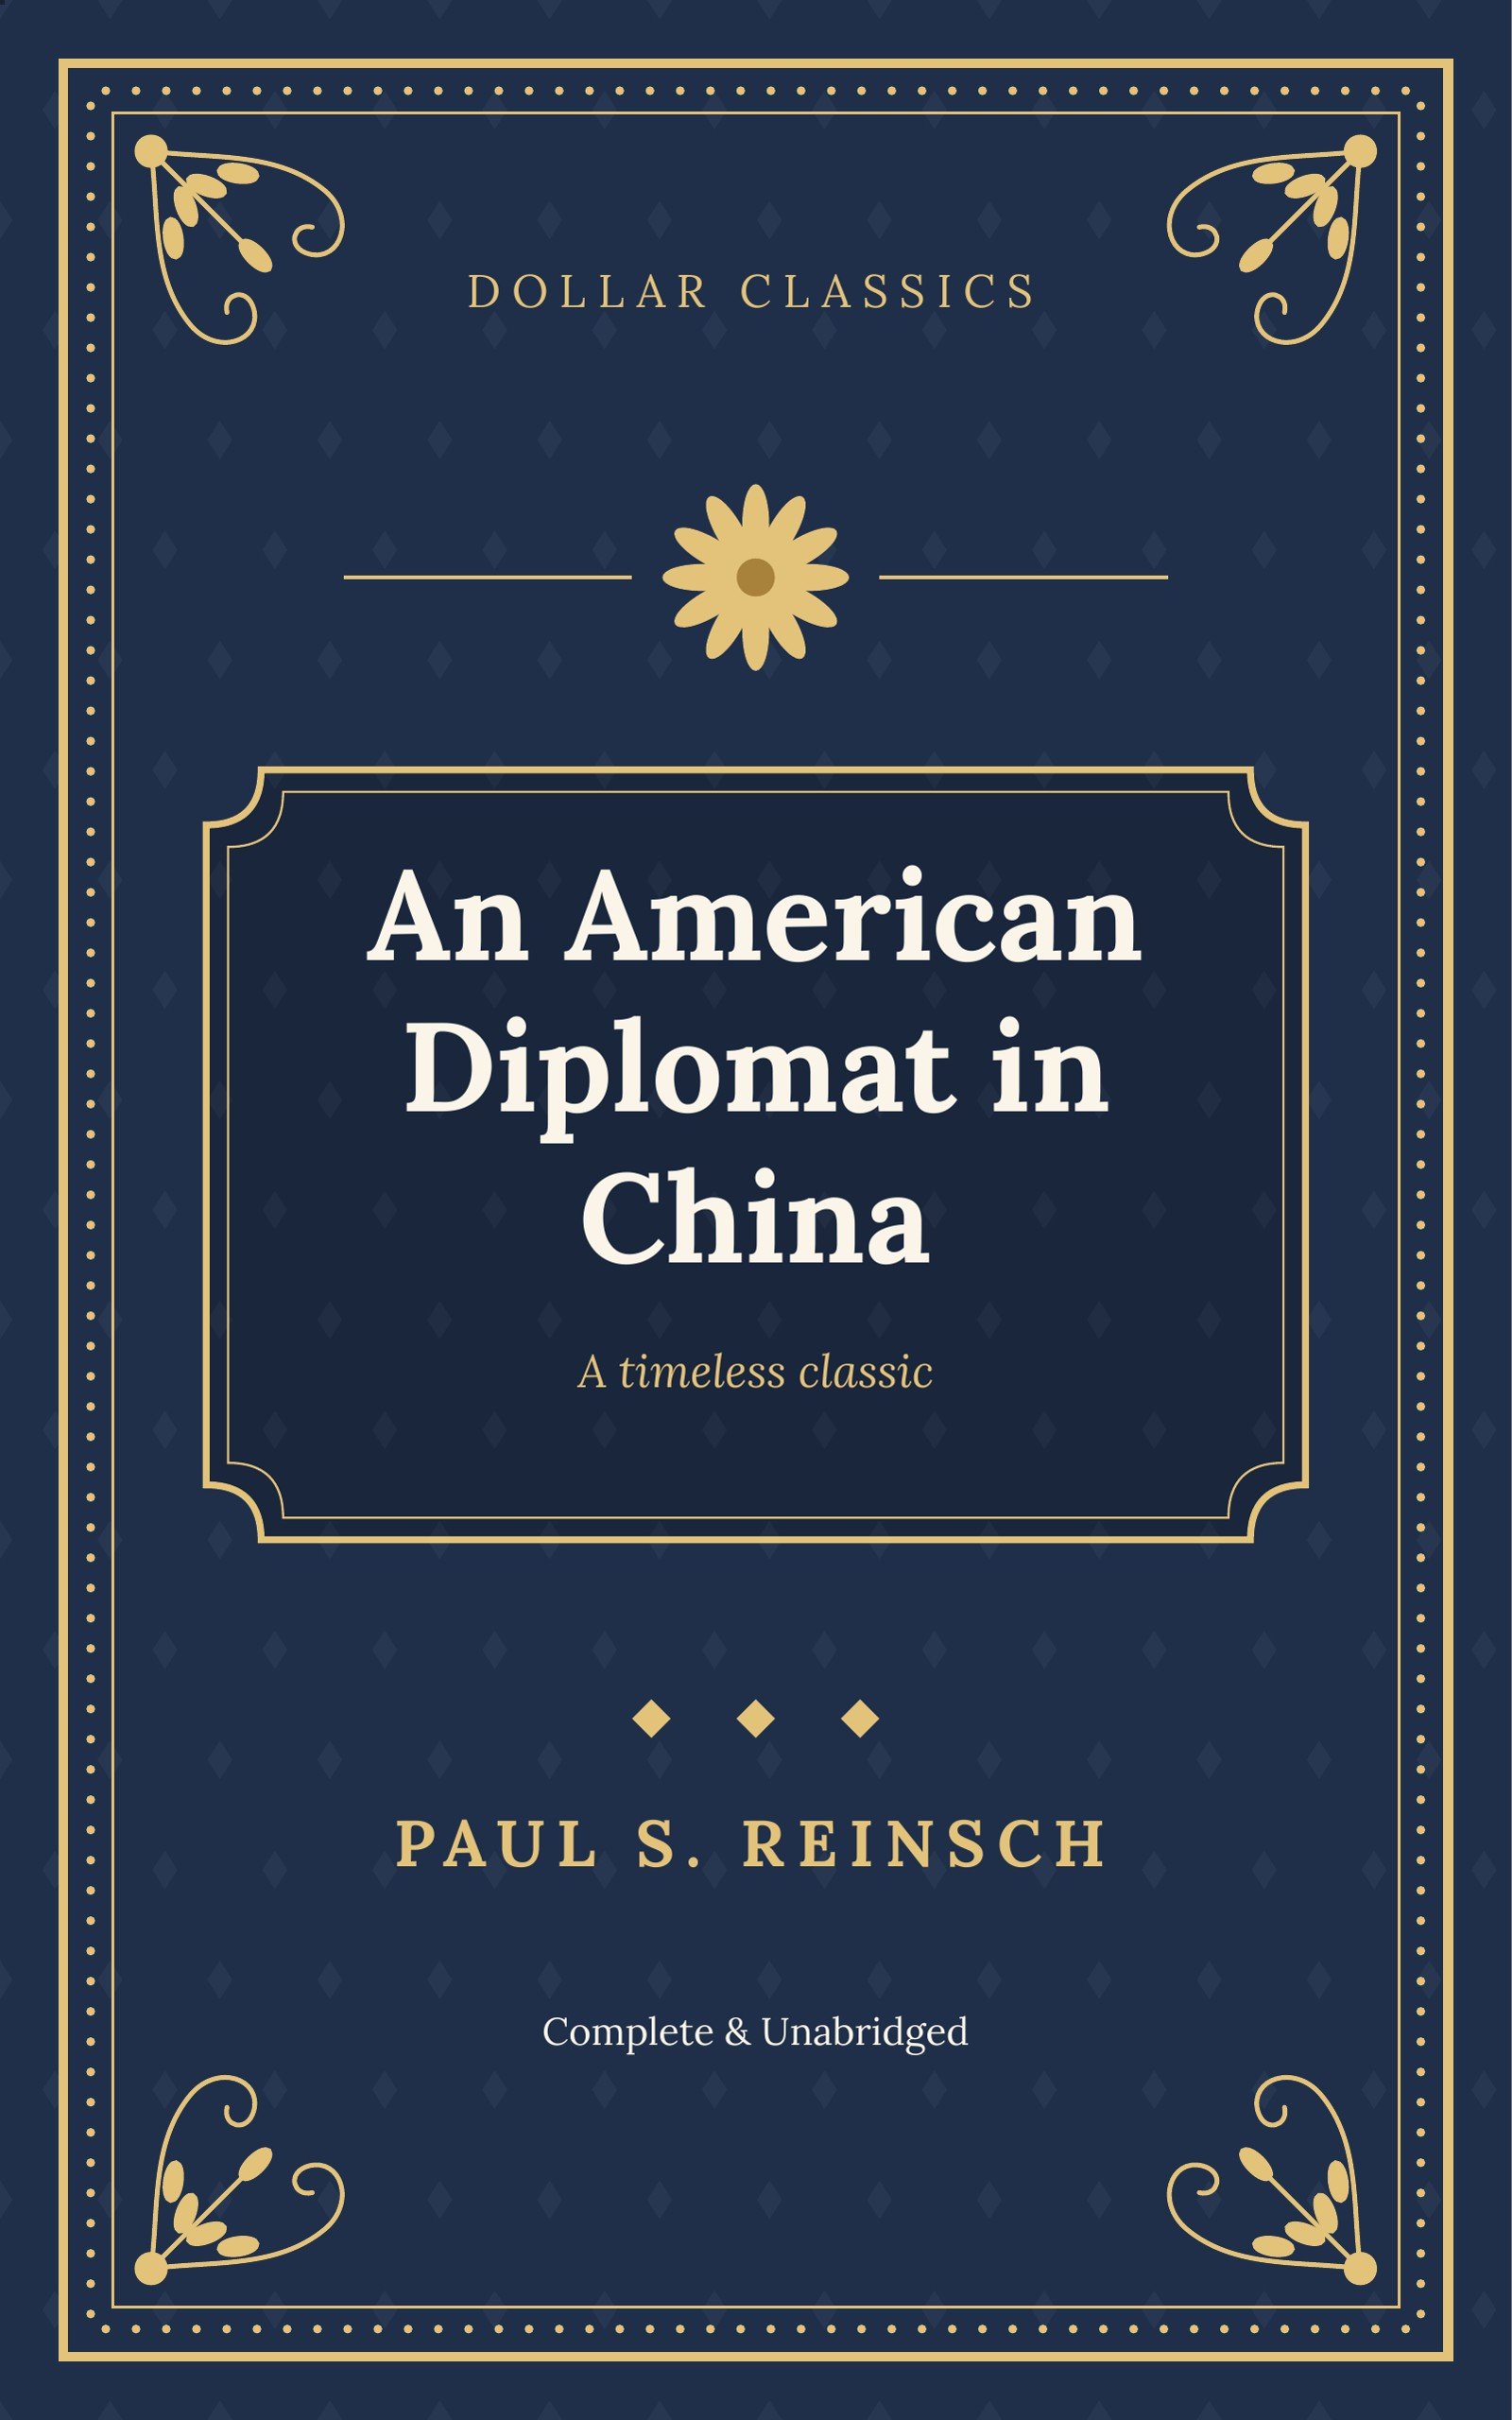 DOLLAR CLASSICS
An American
Diplomat in
China
A timeless classic
PAUL S. REINSCH
Complete & Unabridged